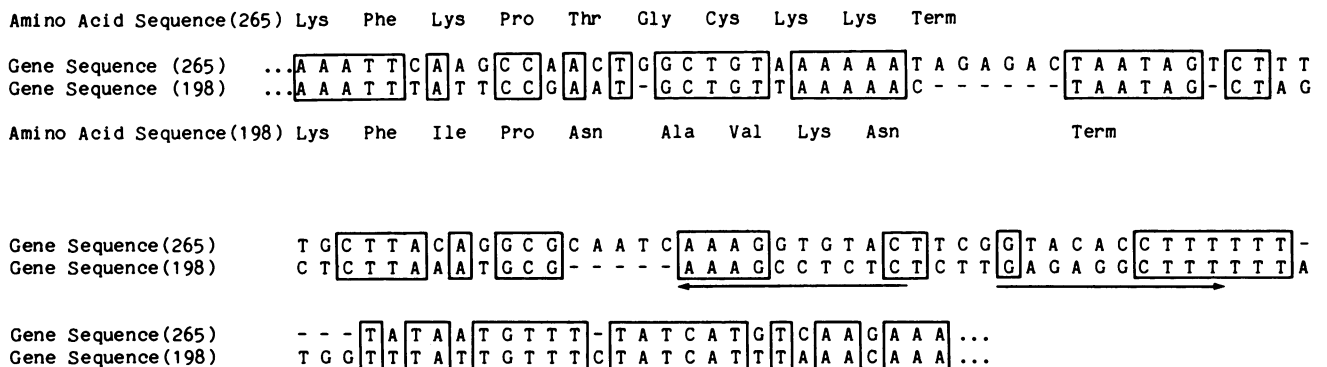 Amino Acid Sequence(265) Lys Phe Lys Pro Thr Gly Cys Lys Lys Term
Gene Sequence (265) ...A A A T T C A A G C C A A C T G G C T G T A A A A A A T A G A G A C T A A T A G T C T T T
Gene Sequence (198) ...A A A T T T A T T C C G A A T - G C T G T T A A A A A C - - - - - - T A A T A G - C T A G
Amino Acid Sequence(198) Lys Phe Ile Pro Asn Ala Val Lys Asn Term
Gene Sequence(265) T G C T T A C A G G C G C A A T C A A A G G T G T A C T T C G G T A C A C C T T T T T T -
Gene Sequence(198) C T C T T A A A T G C G - - - - - A A A G C C T C T C T C T T G A G A G G C T T T T T T A
Gene Sequence(265) - - - T A T A A T G T T T - T A T C A T G T C A A G A A A ...
Gene Sequence(198) T G G T T T A T T G T T T C T A T C A T T T A A A C A A A ...